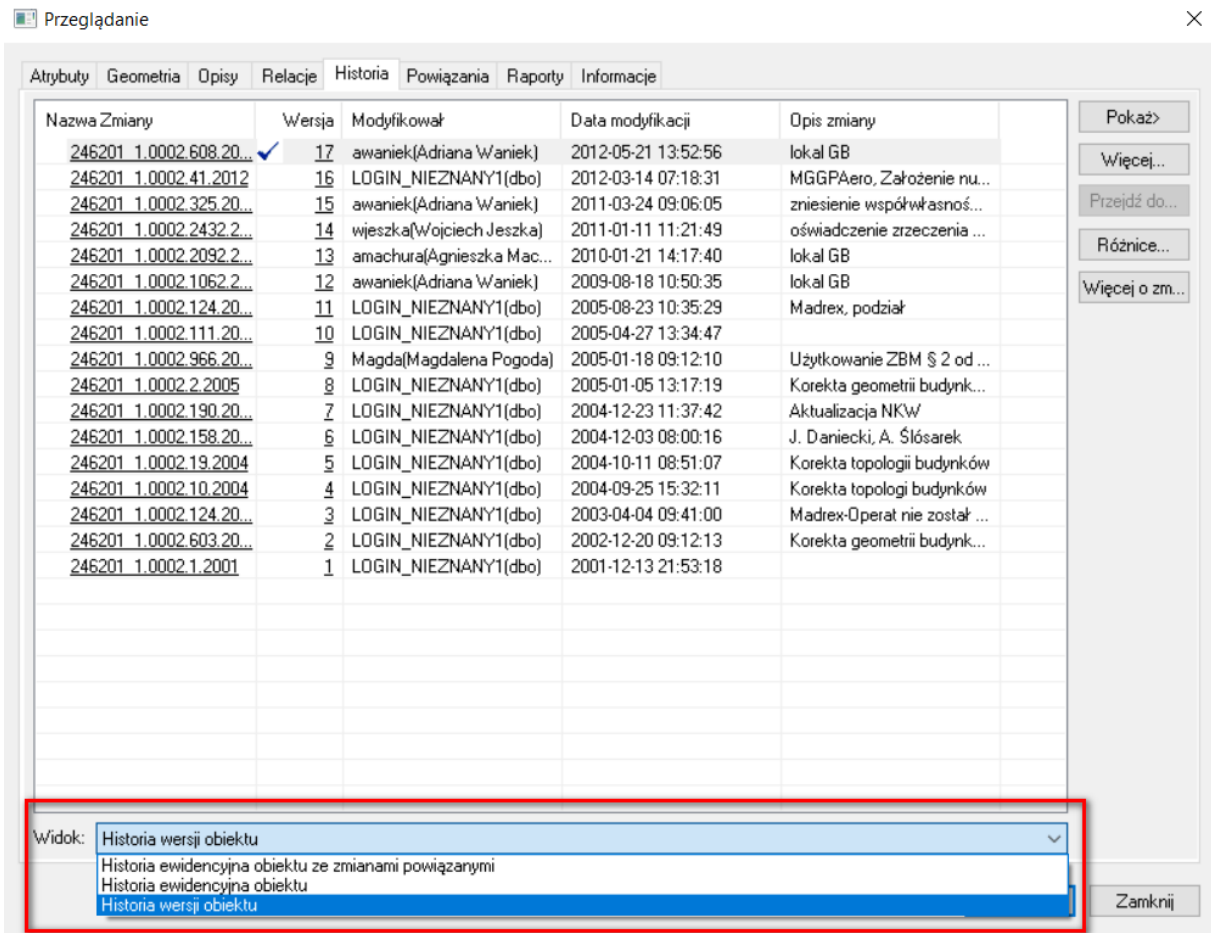 Przeglądanie
Atrybuty Geometria Opisy Relacje Historia Powiązania Raporty Informacje
Nazwa Zmiany Wersja Modyfikował Data modyfikacji Opis zmiany Pokaż>
246201_1.0002.608.20... 17 awaniek(Adriana Waniek) 2012-05-21 13:52:56 lokal GB Więcej...
246201_1.0002.41.2012 16 LOGIN_NIEZNANY1(dbo) 2012-03-14 07:18:31 MGGPAero, Założenie nu...
246201_1.0002.325.20... 15 awaniek(Adriana Waniek) 2011-03-24 09:06:05 zniesienie współwłasnoś... Przejdź do...
246201_1.0002.2432.2... 14 wjeszka(Wojciech Jeszka) 2011-01-11 11:21:49 oświadczenie zrzeczenia ... Różnice...
246201_1.0002.2092.2... 13 amachura(Agnieszka Mac... 2010-01-21 14:17:40 lokal GB
246201_1.0002.1062.2... 12 awaniek(Adriana Waniek) 2009-08-18 10:50:35 lokal GB Więcej o zm...
246201_1.0002.124.20... 11 LOGIN_NIEZNANY1(dbo) 2005-08-23 10:35:29 Madrex, podział
246201_1.0002.111.20... 10 LOGIN_NIEZNANY1(dbo) 2005-04-27 13:34:47
246201_1.0002.966.20... 9 Magda(Magdalena Pogoda) 2005-01-18 09:12:10 Użytkowanie ZBM § 2 od ...
246201_1.0002.2.2005 8 LOGIN_NIEZNANY1(dbo) 2005-01-05 13:17:19 Korekta geometrii budynk...
246201_1.0002.190.20... 7 LOGIN_NIEZNANY1(dbo) 2004-12-23 11:37:42 Aktualizacja NKW
246201_1.0002.158.20... 6 LOGIN_NIEZNANY1(dbo) 2004-12-03 08:00:16 J. Daniecki, A. Ślósarek
246201_1.0002.19.2004 5 LOGIN_NIEZNANY1(dbo) 2004-10-11 08:51:07 Korekta topologii budynków
246201_1.0002.10.2004 4 LOGIN_NIEZNANY1(dbo) 2004-09-25 15:32:11 Korekta topologi budynków
246201_1.0002.124.20... 3 LOGIN_NIEZNANY1(dbo) 2003-04-04 09:41:00 Madrex-Operat nie został ...
246201_1.0002.603.20... 2 LOGIN_NIEZNANY1(dbo) 2002-12-20 09:12:13 Korekta geometrii budynk...
246201_1.0002.1.2001 1 LOGIN_NIEZNANY1(dbo) 2001-12-13 21:53:18
Widok: Historia wersji obiektu
Historia ewidencyjna obiektu ze zmianami powiązanymi
Historia ewidencyjna obiektu
Historia wersji obiektu
Zamknij